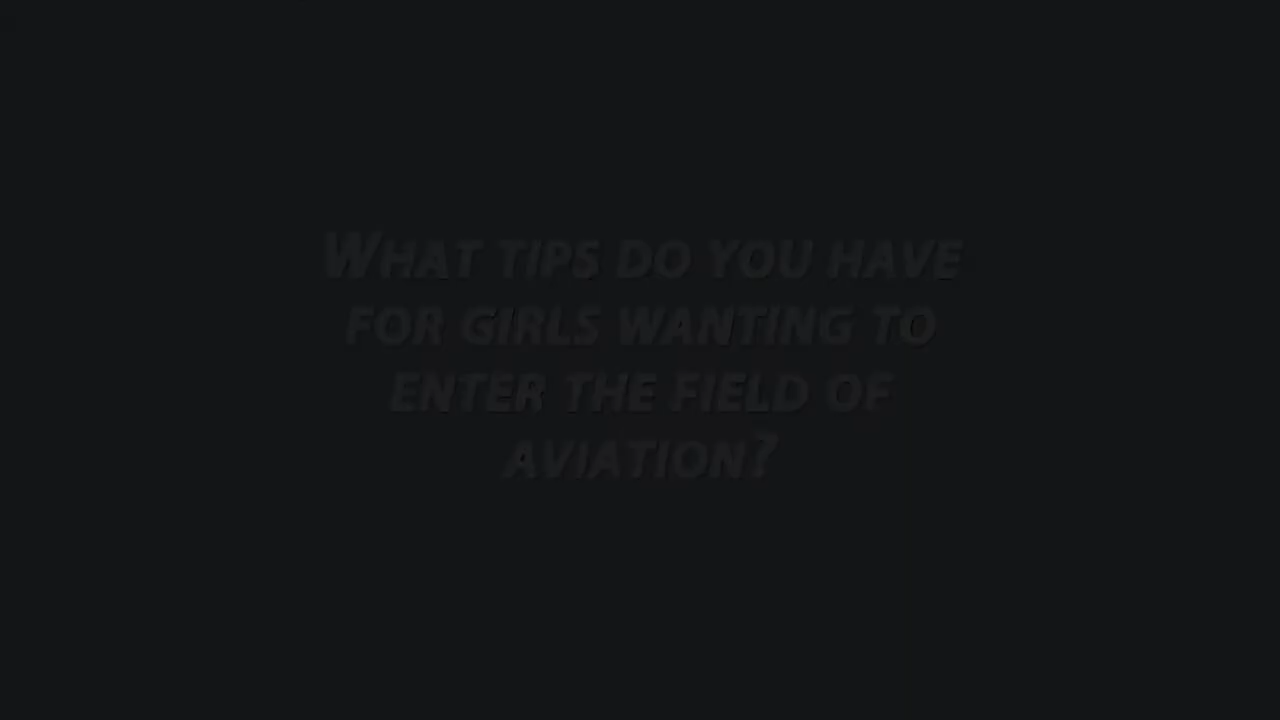 What tips do you have
for girls wanting to
enter the field of
aviation?